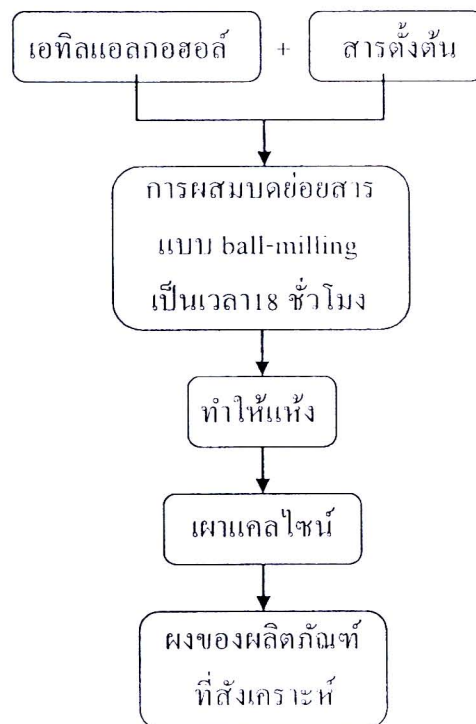 เอทิลแอลกอฮอล์ + สารตั้งต้น
การผสมบดย่อยสาร
แบบ ball-milling
เป็นเวลา18 ชั่วโมง
ทำให้แห้ง
เผาแคลไซน์
ผงของผลิตภัณฑ์
ที่สังเคราะห์